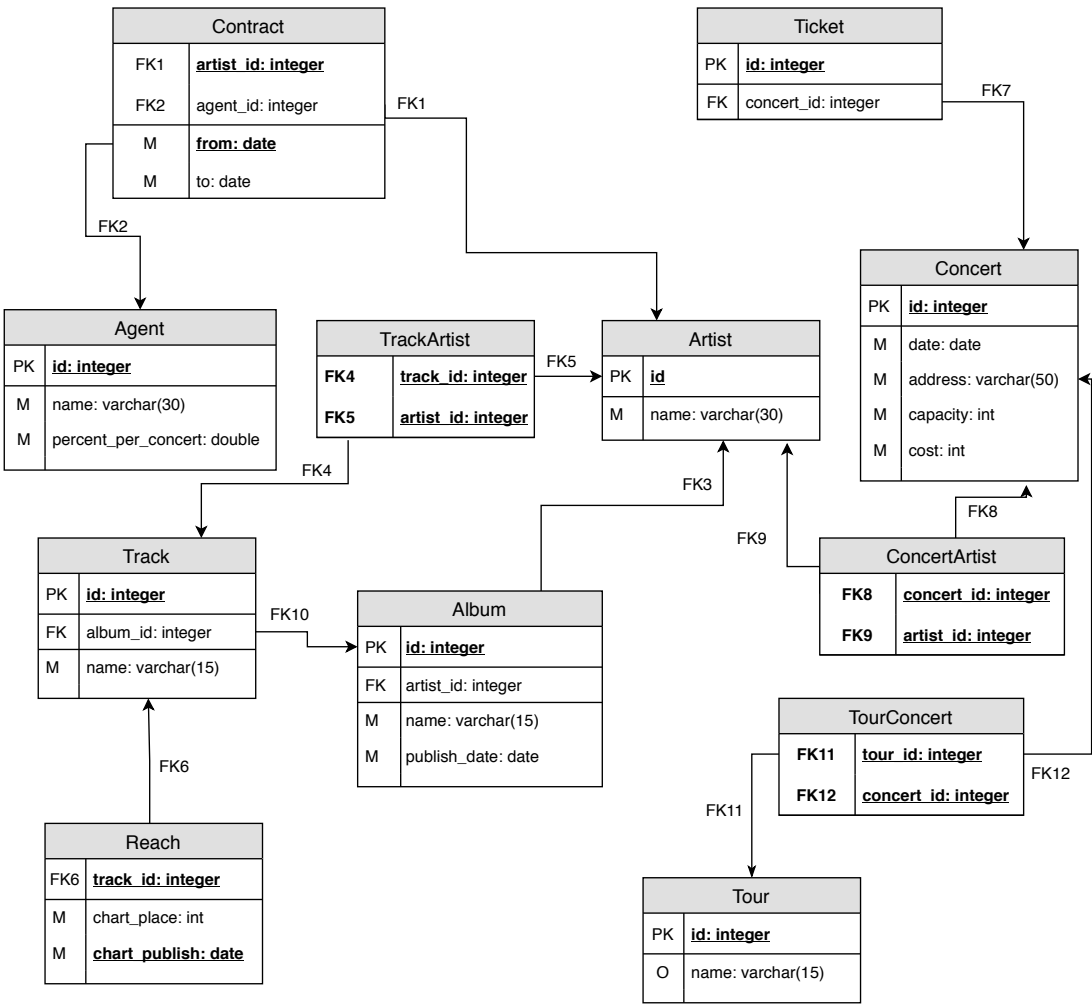 Contract
FK1 artist_id: integer
FK2 agent_id: integer
M from: date
M to: date
Ticket
PK id: integer
FK concert_id: integer
FK1
FK7
FK2
Concert
PK id: integer
M date: date
M address: varchar(50)
M capacity: int
M cost: int
Agent
PK id: integer
M name: varchar(30)
M percent_per_concert: double
TrackArtist
FK4 track_id: integer
FK5 artist_id: integer
FK5
Artist
PK id
M name: varchar(30)
FK4
FK3
FK9
FK8
Track
PK id: integer
FK album_id: integer
M name: varchar(15)
FK10
Album
PK id: integer
FK artist_id: integer
M name: varchar(15)
M publish_date: date
ConcertArtist
FK8 concert_id: integer
FK9 artist_id: integer
FK6
TourConcert
FK11 tour_id: integer
FK12 concert_id: integer
FK12
FK11
Reach
FK6 track_id: integer
M chart_place: int
M chart_publish: date
Tour
PK id: integer
O name: varchar(15)